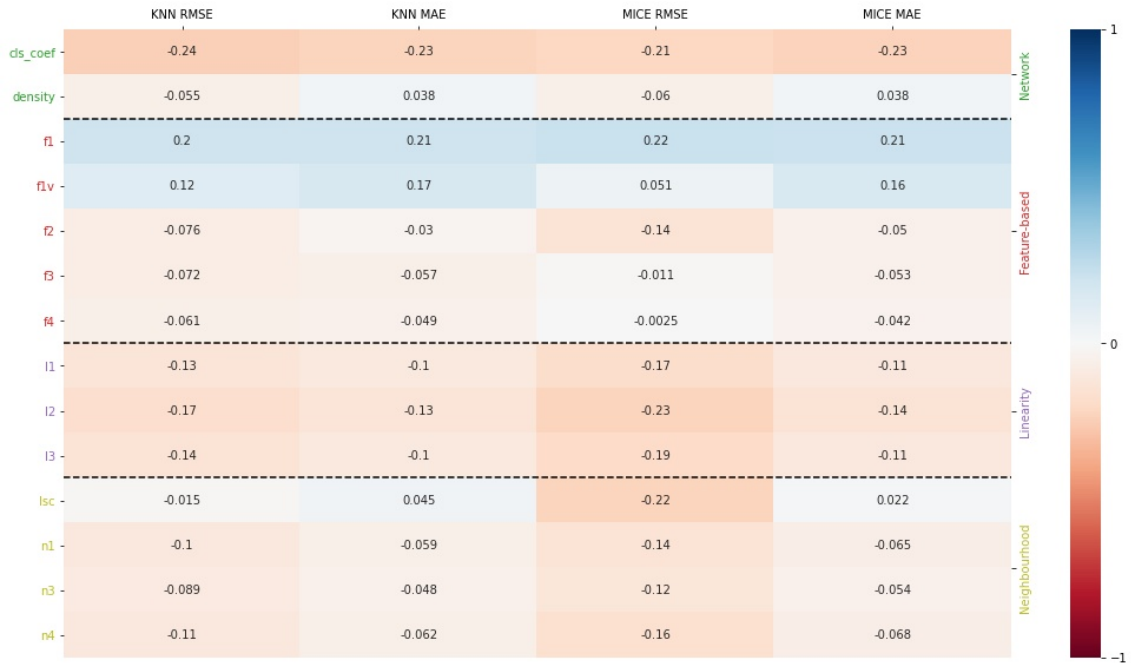 KNN RMSE KNN MAE MICE RMSE MICE MAE
cls_coef -0.24 -0.23 -0.21 -0.23
density -0.055 0.038 -0.06 0.038
f1 0.2 0.21 0.22 0.21
f1v 0.12 0.17 0.051 0.16
f2 -0.076 -0.03 -0.14 -0.05
f3 -0.072 -0.057 -0.011 -0.053
f4 -0.061 -0.049 -0.0025 -0.042
l1 -0.13 -0.1 -0.17 -0.11
l2 -0.17 -0.13 -0.23 -0.14
l3 -0.14 -0.1 -0.19 -0.11
lsc -0.015 0.045 -0.22 0.022
n1 -0.1 -0.059 -0.14 -0.065
n3 -0.089 -0.048 -0.12 -0.054
n4 -0.11 -0.062 -0.16 -0.068
Network
Feature-based
Linearity
Neighbourhood
1
0
−1